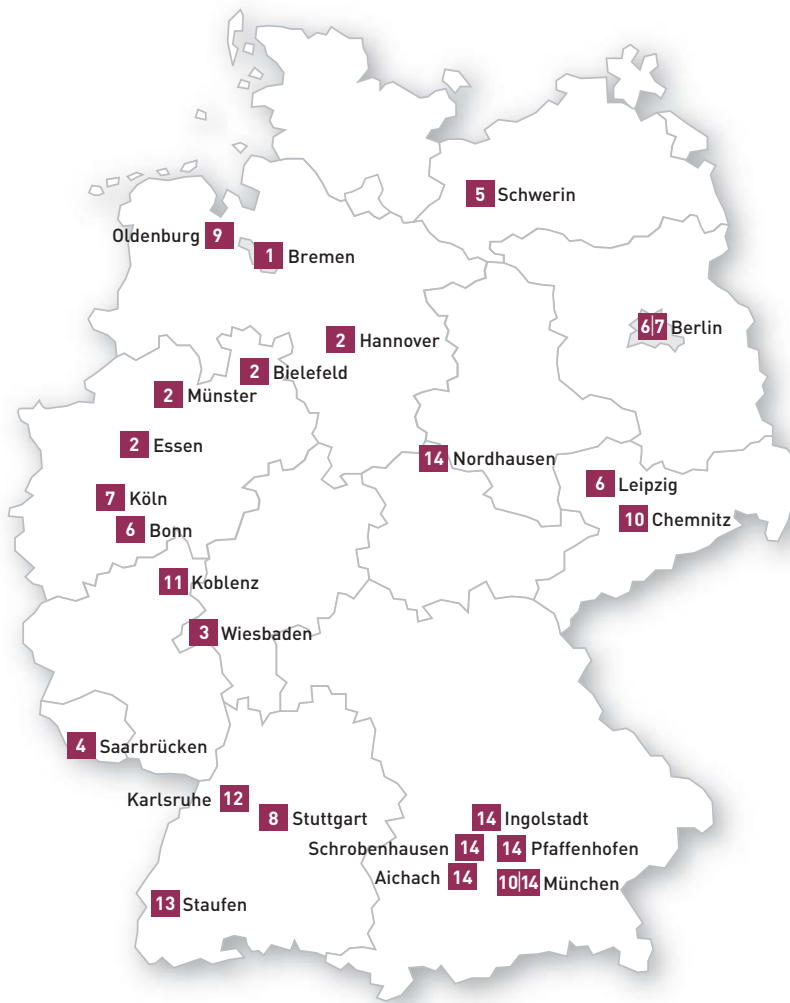 5 Schwerin
Oldenburg 9
1 Bremen
6|7 Berlin
2 Hannover
2 Bielefeld
2 Münster
2 Essen
14 Nordhausen
6 Leipzig
7 Köln
10 Chemnitz
6 Bonn
11 Koblenz
3 Wiesbaden
4 Saarbrücken
Karlsruhe 12
8 Stuttgart
14 Ingolstadt
Schrobenhausen 14
14 Pfaffenhofen
Aichach 14
10|14 München
13 Staufen